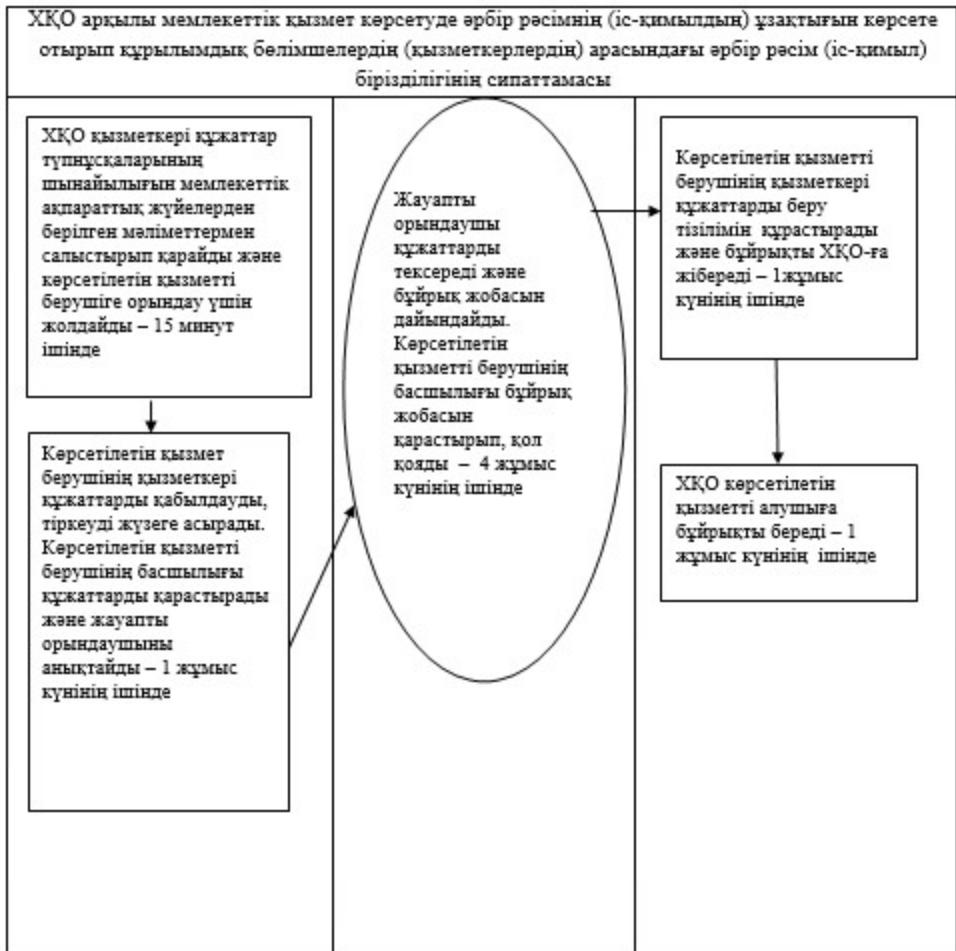 ХҚО арқылы мемлекеттік қызмет көрсетуде әрбір рәсімнің (іс-қимылдың) ұзақтығын көрсете
отырып құрылымдық бөлімшелердің (қызметкерлердің) арасындағы әрбір рәсім (іс-қимыл)
бірізділігінің сипаттамасы
ХҚО қызметкері құжаттар
түпнұсқаларының
шынайылығын мемлекеттік
ақпараттық жүйелерден
берілген мәліметтермен
салыстырып қарайды және
көрсетілетін қызметті
берушіге орындау үшін
жолдайды – 15 минут
ішінде
Көрсетілетін қызмет
берушінің қызметкері
құжаттарды қабылдауды,
тіркеуді жүзеге асырады.
Көрсетілетін қызметті
берушінің басшылығы
құжаттарды қарастырады
және жауапты
орындаушыны
анықтайды – 1 жұмыс
күнінің ішінде
Жауапты
орындаушы
құжаттарды
тексереді және
бұйрық жобасын
дайындайды.
Көрсетілетін
қызметті берушінің
басшылығы бұйрық
жобасын
қарастырып, қол
қояды – 4 жұмыс
күнінің ішінде
Көрсетілетін қызметті
берушінің қызметкері
құжаттарды беру
тізілімін құрастырады
және бұйрықты ХҚО-ға
жібереді – 1жұмыс
күнінің ішінде
ХҚО көрсетілетін
қызметті алушыға
бұйрықты береді – 1
жұмыс күнінің ішінде